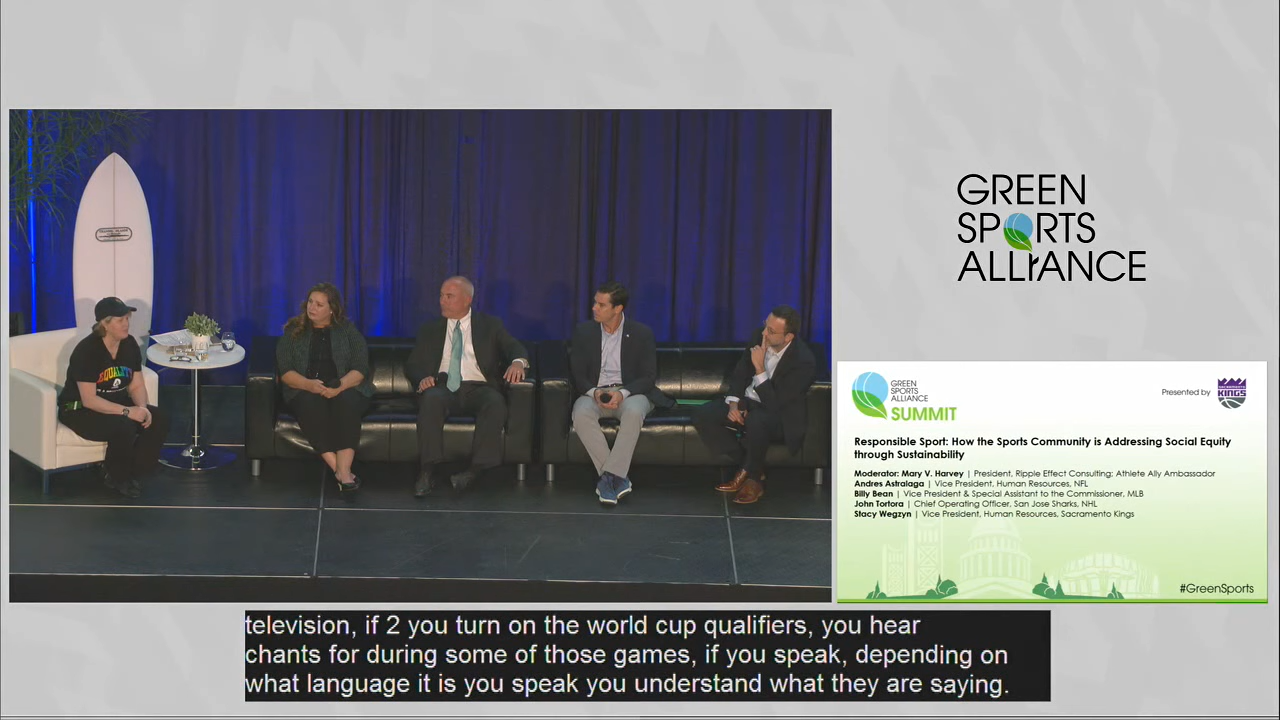 GREEN
SPORTS
ALLIANCE
EQUALITY
GREEN
SPORTS
ALLIANCE
SUMMIT
Presented by
SACRAMENTO
KINGS
Responsible Sport: How the Sports Community is Addressing Social Equity
through Sustainability
Moderator: Mary V. Harvey | President, Ripple Effect Consulting; Athlete Ally Ambassador
Andres Astralaga | Vice President, Human Resources, NFL
Billy Bean | Vice President & Special Assistant to the Commissioner, MLB
John Tortora | Chief Operating Officer, San Jose Sharks, NHL
Stacy Wegzyn | Vice President, Human Resources, Sacramento Kings
#GreenSports
television, if 2 you turn on the world cup qualifiers, you hear
chants for during some of those games, if you speak, depending on
what language it is you speak you understand what they are saying.